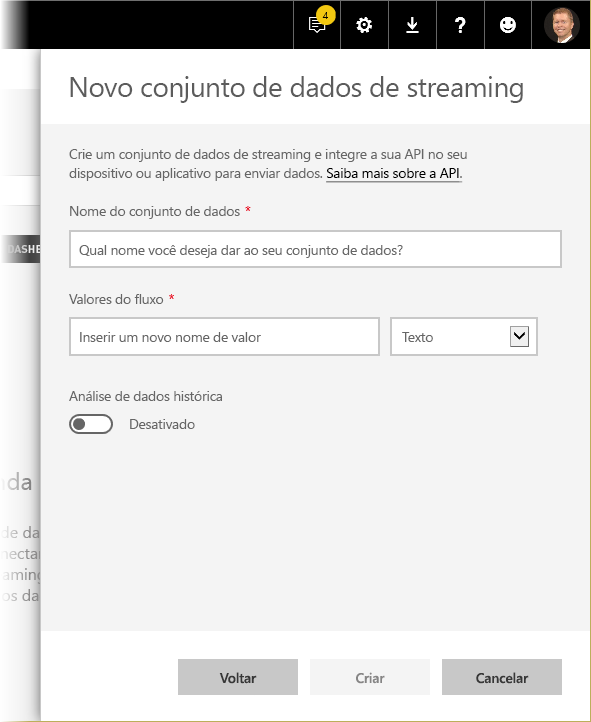 4
?
Novo conjunto de dados de streaming
Crie um conjunto de dados de streaming e integre a sua API no seu
dispositivo ou aplicativo para enviar dados. Saiba mais sobre a API.
Nome do conjunto de dados *
DASHE
Qual nome você deseja dar ao seu conjunto de dados?
Valores do fluxo *
Inserir um novo nome de valor
Texto
Análise de dados histórica
Desativado
da
de da
necta
aming
os da
Voltar
Criar
Cancelar